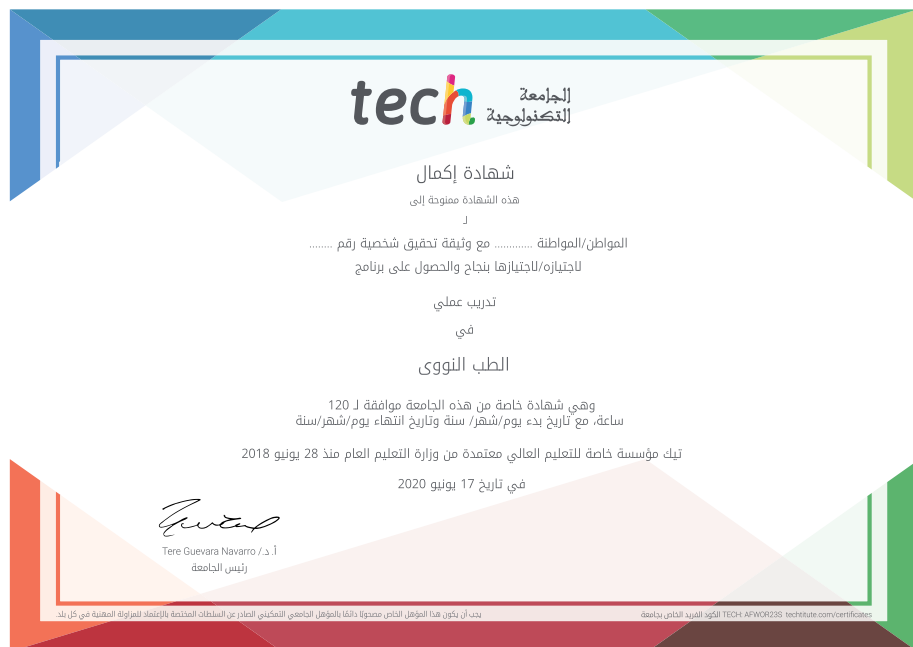 tech
الجامعة
التكنولوجية
شهادة إكمال
هذه الشهادة ممنوحة إلى
لـ
المواطن/المواطنة ............. مع وثيقة تحقيق شخصية رقم ........
لاجتيازه/لاجتيازها بنجاح والحصول على برنامج
تدريب عملي
في
الطب النووى
وهي شهادة خاصة من هذه الجامعة موافقة لـ 120
ساعة، مع تاريخ بدء يوم/شهر/ سنة وتاريخ انتهاء يوم/شهر/سنة
تيك مؤسسة خاصة للتعليم العالي معتمدة من وزارة التعليم العام منذ 28 يونيو 2018
في تاريخ 17 يونيو 2020
أ. د./ Tere Guevara Navarro
رئيس الجامعة
يجب أن يكون هذا المؤهل الخاص مصحوبًا دائمًا بالمؤهل الجامعي التمكيني الصادر عن السلطات المختصة بالإعتماد للمزاولة المهنية في كل بلد.
الكود الفريد الخاص بجامعة TECH: AFWOR23S techtitute.com/certificates